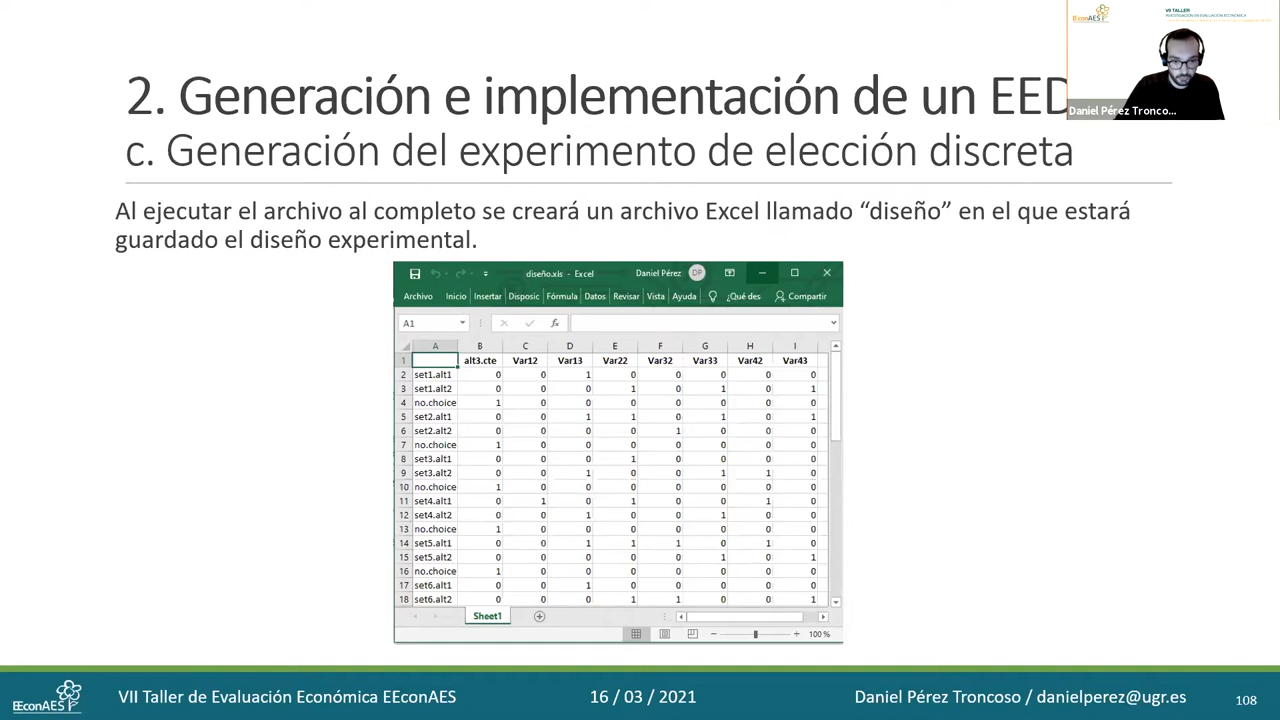 2. Generación e implementación de un EED
c. Generación del experimento de elección discreta
EEconAES
VII TALLER
INVESTIGACIÓN EN EVALUACIÓN ECONÓMICA
Daniel Pérez Tronco...
Al ejecutar el archivo al completo se creará un archivo Excel llamado “diseño” en el que estará
guardado el diseño experimental.
diseño.xls - Excel Daniel Pérez DP
Archivo Inicio Insertar Disposic Fórmula Datos Revisar Vista Ayuda ¿Qué des Compartir
A1 fx
A B C D E F G H I
1 alt3.cte Var12 Var13 Var22 Var32 Var33 Var42 Var43
2 set1.alt1 0 0 1 0 0 0 0 0
3 set1.alt2 0 0 0 1 0 1 0 1
4 no.choice 1 0 0 0 0 0 0 0
5 set2.alt1 0 0 1 1 0 1 0 1
6 set2.alt2 0 0 0 0 1 0 0 0
7 no.choice 1 0 0 0 0 0 0 0
8 set3.alt1 0 0 0 1 0 0 0 0
9 set3.alt2 0 0 1 0 0 1 1 0
10 no.choice 1 0 0 0 0 0 0 0
11 set4.alt1 0 1 0 1 0 0 1 0
12 set4.alt2 0 0 1 0 0 1 0 0
13 no.choice 1 0 0 0 0 0 0 0
14 set5.alt1 0 0 1 1 1 0 1 0
15 set5.alt2 0 0 0 0 0 1 0 1
16 no.choice 1 0 0 0 0 0 0 0
17 set6.alt1 0 0 1 0 0 0 0 0
18 set6.alt2 0 0 0 1 1 0 0 1
Sheet1
100 %
EEconAES
VII Taller de Evaluación Económica EEconAES
16 / 03 / 2021
Daniel Pérez Troncoso / danielperez@ugr.es
108